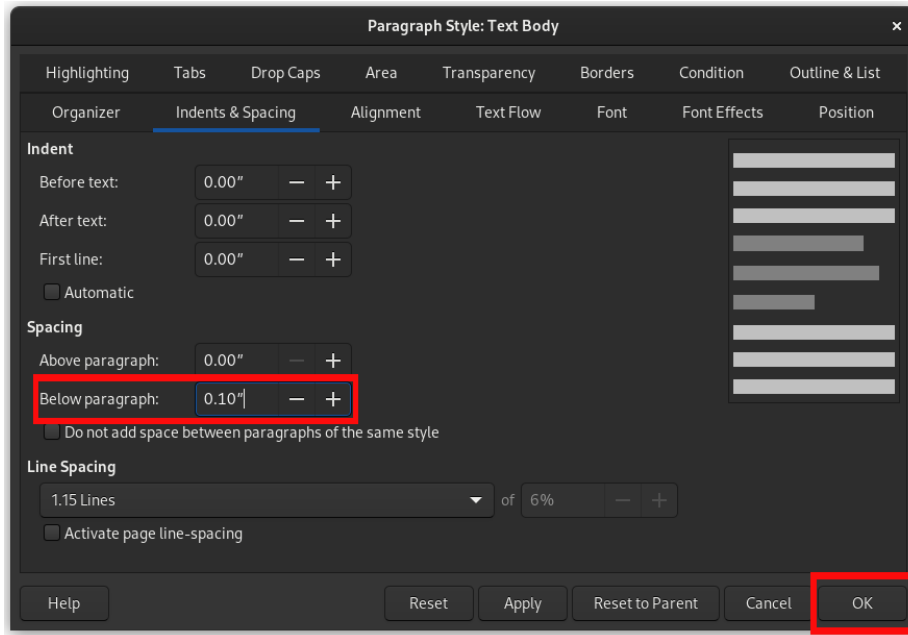 Paragraph Style: Text Body ×
Highlighting Tabs Drop Caps Area Transparency Borders Condition Outline & List
Organizer Indents & Spacing Alignment Text Flow Font Font Effects Position
Indent
Before text: 0.00" − +
After text: 0.00" − +
First line: 0.00" − +
Automatic
Spacing
Above paragraph: 0.00" − +
Below paragraph: 0.10" − +
Do not add space between paragraphs of the same style
Line Spacing
1.15 Lines of 6% − +
Activate page line-spacing
Help Reset Apply Reset to Parent Cancel OK